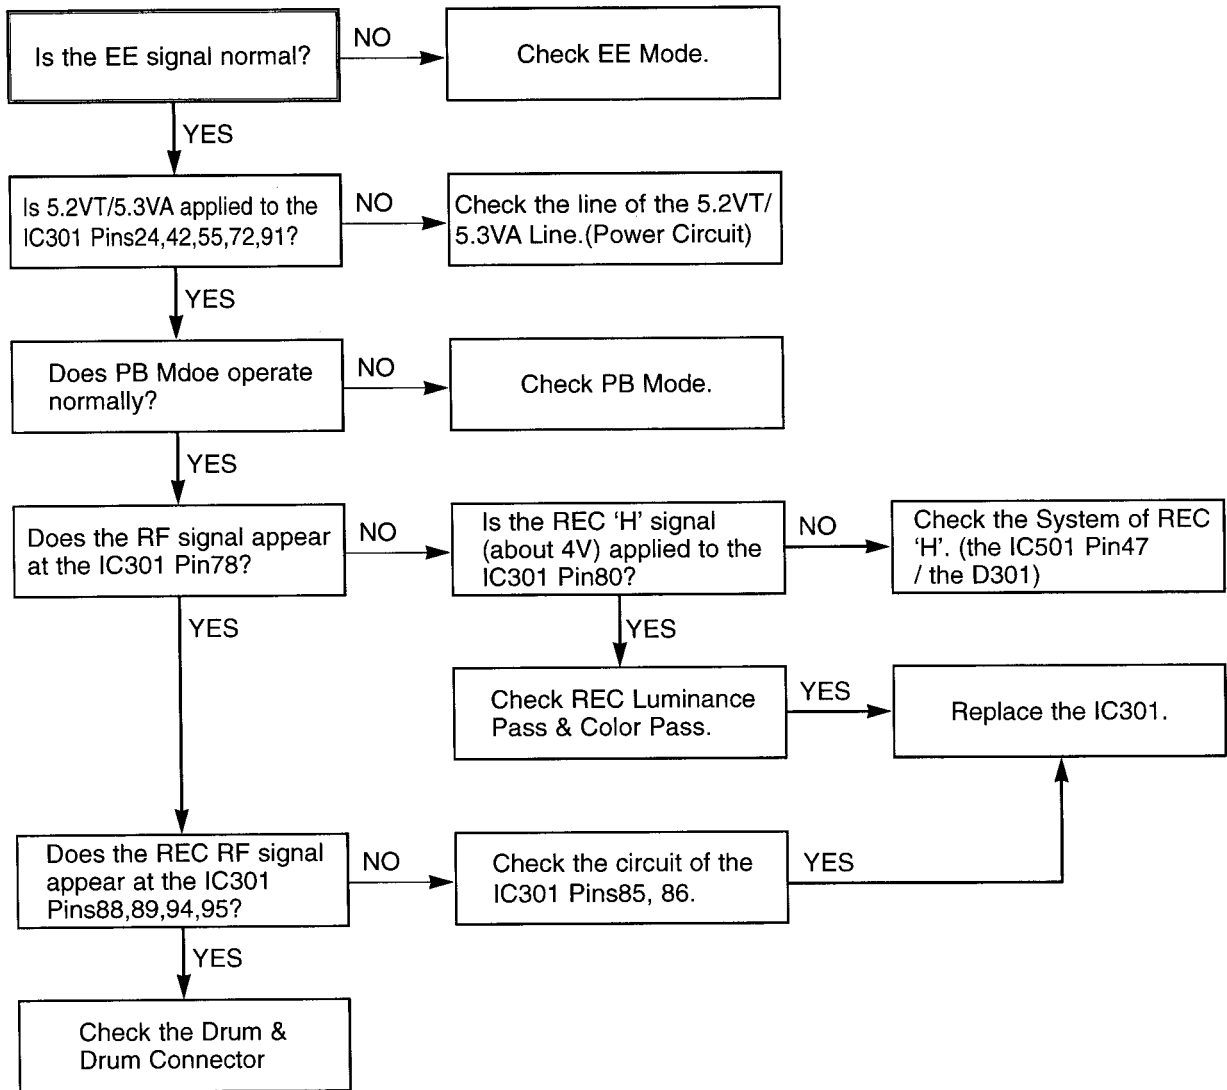 Is the EE signal normal?
NO
Check EE Mode.
YES
Is 5.2VT/5.3VA applied to the
IC301 Pins24,42,55,72,91?
NO
Check the line of the 5.2VT/
5.3VA Line.(Power Circuit)
YES
Does PB Mdoe operate
normally?
NO
Check PB Mode.
YES
Does the RF signal appear
at the IC301 Pin78?
NO
Is the REC ‘H’ signal
(about 4V) applied to the
IC301 Pin80?
NO
Check the System of REC
‘H’. (the IC501 Pin47
/ the D301)
YES
YES
Check REC Luminance
Pass & Color Pass.
YES
Replace the IC301.
Does the REC RF signal
appear at the IC301
Pins88,89,94,95?
NO
Check the circuit of the
IC301 Pins85, 86.
YES
YES
Check the Drum &
Drum Connector